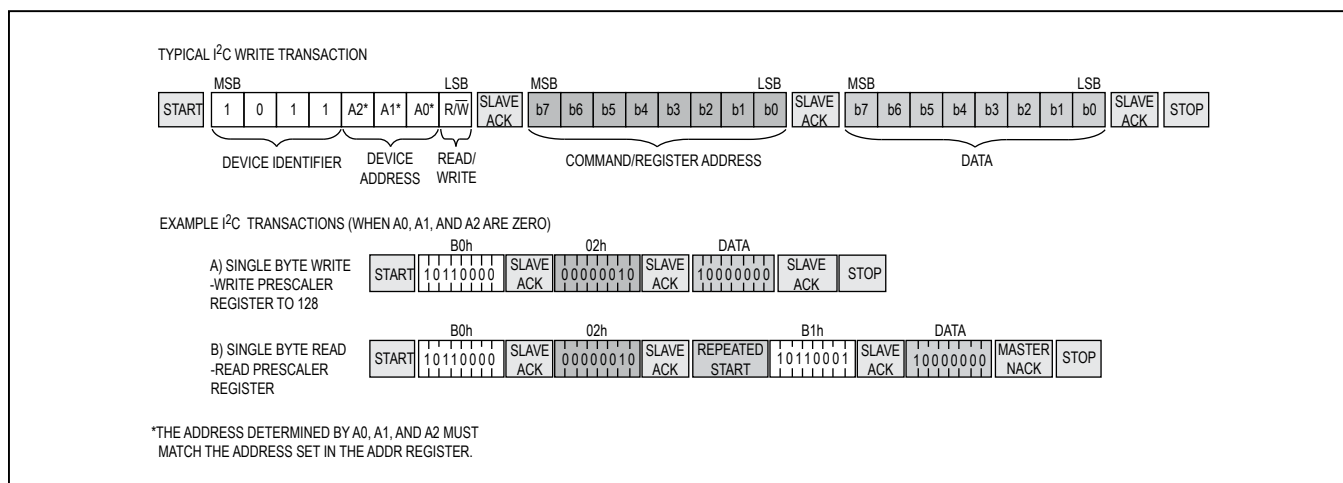 TYPICAL I²C WRITE TRANSACTION
MSB LSB MSB LSB MSB LSB
START 1 0 1 1 A2* A1* A0* R/W̅ SLAVE ACK b7 b6 b5 b4 b3 b2 b1 b0 SLAVE ACK b7 b6 b5 b4 b3 b2 b1 b0 SLAVE ACK STOP
DEVICE IDENTIFIER DEVICE ADDRESS READ/WRITE COMMAND/REGISTER ADDRESS DATA
EXAMPLE I²C TRANSACTIONS (WHEN A0, A1, AND A2 ARE ZERO)
B0h 02h DATA
A) SINGLE BYTE WRITE
-WRITE PRESCALER
REGISTER TO 128
START 10110000 SLAVE ACK 00000010 SLAVE ACK 10000000 SLAVE ACK STOP
B0h 02h B1h DATA
B) SINGLE BYTE READ
-READ PRESCALER
REGISTER
START 10110000 SLAVE ACK 00000010 SLAVE ACK REPEATED START 10110001 SLAVE ACK 10000000 MASTER NACK STOP
*THE ADDRESS DETERMINED BY A0, A1, AND A2 MUST
MATCH THE ADDRESS SET IN THE ADDR REGISTER.